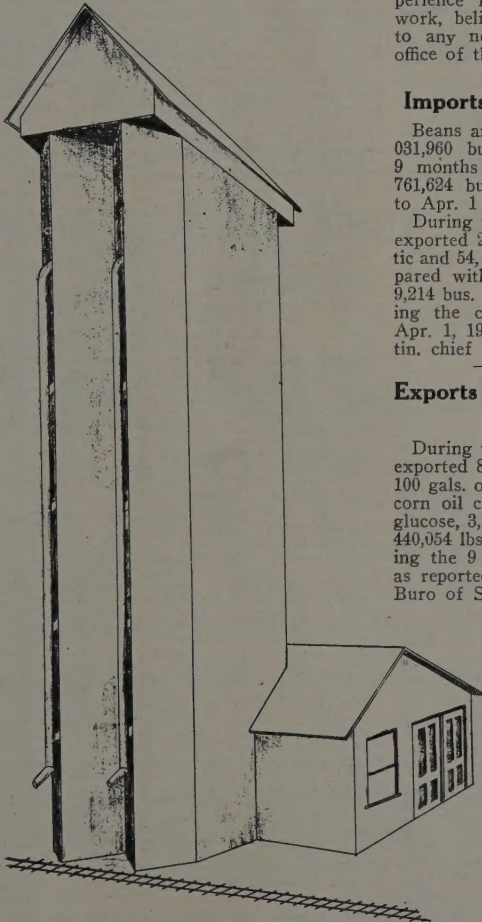 perience
work, beli
to any ne
office of th
Imports
Beans an
031,960 bu
9 months
761,624 bu
to Apr. 1
During
exported 2
tic and 54,
pared with
9,214 bus.
ing the c
Apr. 1, 19
tin. chief
Exports
During
exported 8
100 gals. o
corn oil c
glucose, 3,
440,054 lbs
ing the 9
as reported
Buro of S